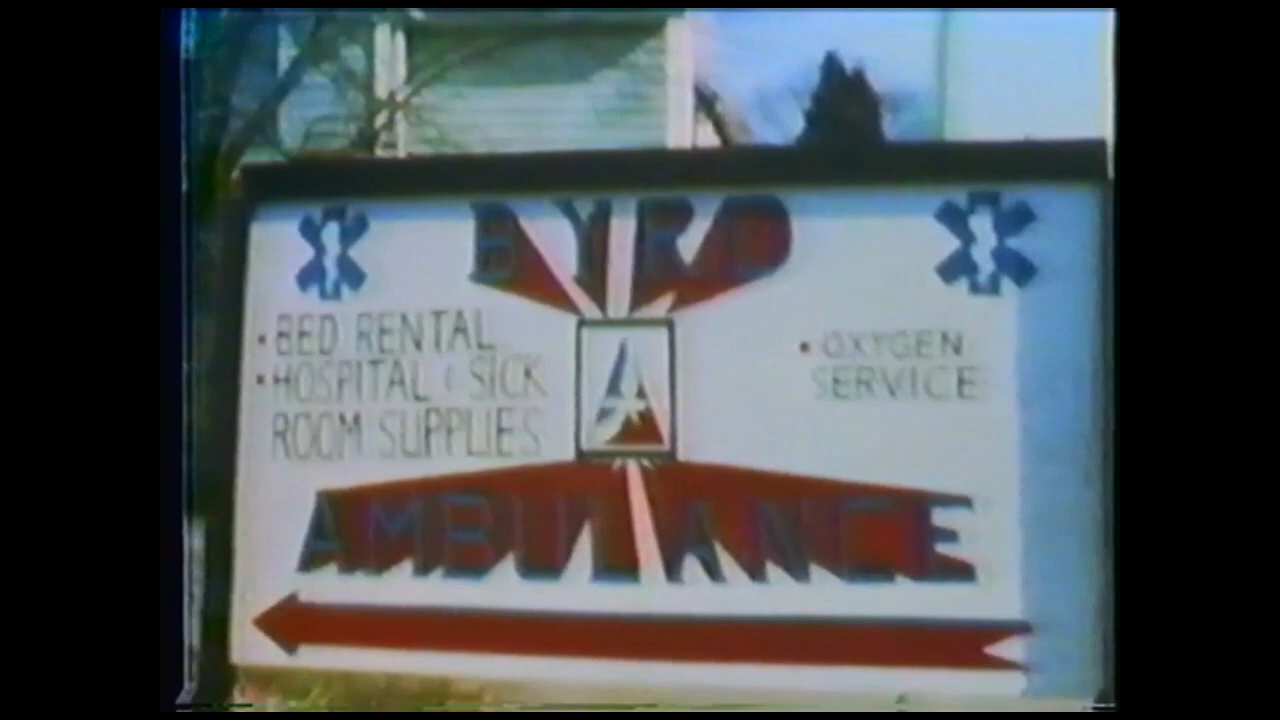 BYRD
• BED RENTAL
• HOSPITAL & SICK
ROOM SUPPLIES
• OXYGEN
SERVICE
AMBULANCE